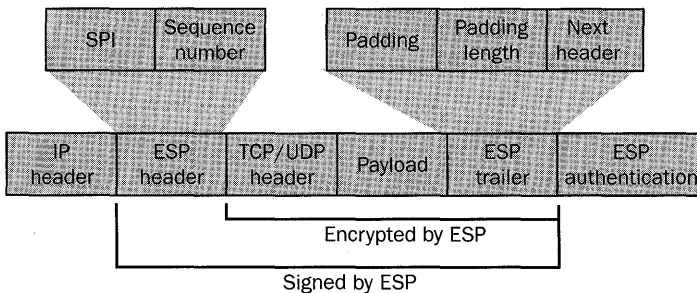 SPI
Sequence
number
Padding
Padding
length
Next
header
IP
header
ESP
header
TCP/UDP
header
Payload
ESP
trailer
ESP
authentication
Encrypted by ESP
Signed by ESP